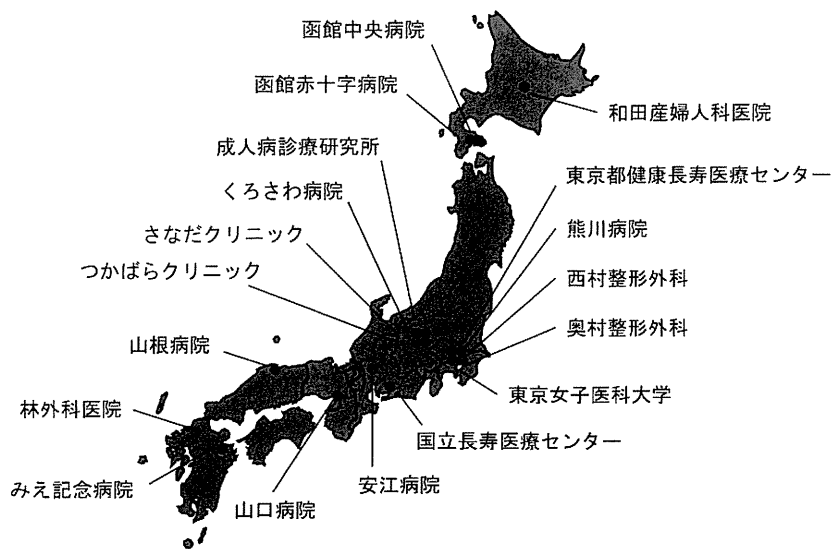 函館中央病院
函館赤十字病院
和田産婦人科医院
成人病診療研究所
東京都健康長寿医療センター
くろさわ病院
熊川病院
さなだクリニック
つかばらクリニック
西村整形外科
奥村整形外科
山根病院
東京女子医科大学
林外科医院
国立長寿医療センター
安江病院
みえ記念病院
山口病院